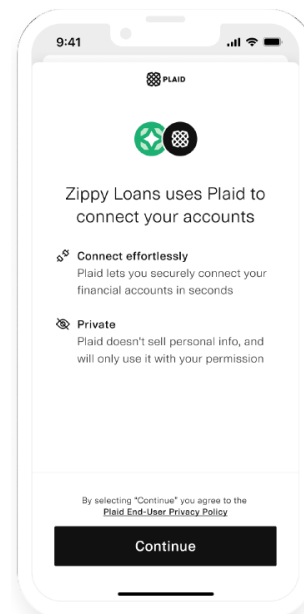 9:41
PLAID
Zippy Loans uses Plaid to
connect your accounts
Connect effortlessly
Plaid lets you securely connect your
financial accounts in seconds
Private
Plaid doesn't sell personal info, and
will only use it with your permission
By selecting “Continue” you agree to the
Plaid End-User Privacy Policy
Continue